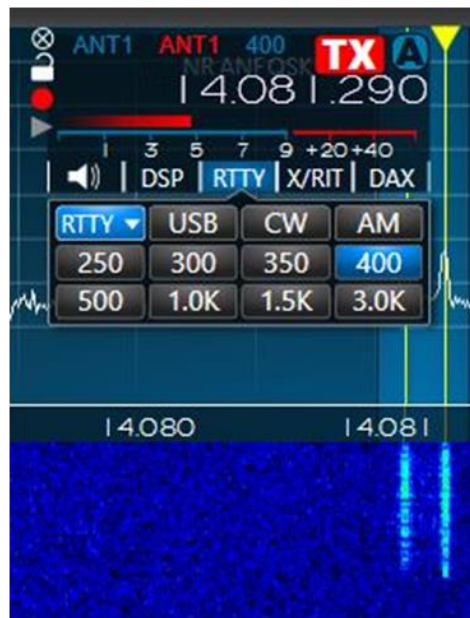 ANT1 ANT1 400 TX A
NR ANF QSK
14.081.290
1 3 5 7 9 +20 +40
DSP RTTY X/RIT DAX
RTTY USB CW AM
250 300 350 400
500 1.0K 1.5K 3.0K
14.080 14.081